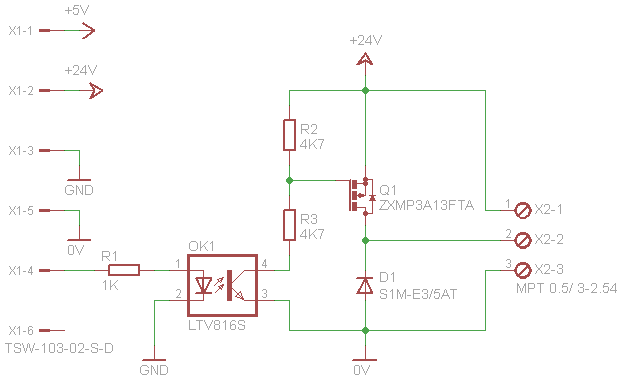 +5V
X1-1
+24V
+24V
X1-2
R2
4K7
X1-3
GND
Q1
ZXMP3A13FTA
1
X2-1
X1-5
R3
4K7
2
X2-2
0V
OK1
R1
X1-4
1K
1
4
3
X2-3
D1
MPT 0.5/ 3-2.54
S1M-E3/5AT
2
3
LTV816S
X1-6
TSW-103-02-S-D
GND
0V